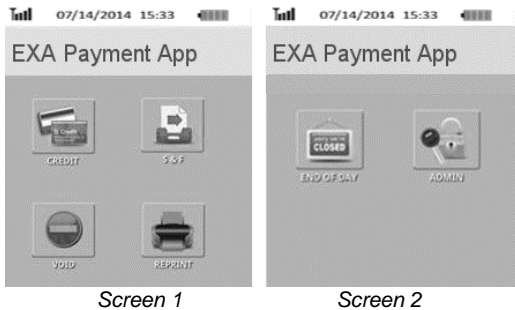 07/14/2014 15:33
EXA Payment App
CREDIT
S & F
VOID
REPRINT
Screen 1
07/14/2014 15:33
EXA Payment App
CLOSED
END OF DAY
ADMIN
Screen 2